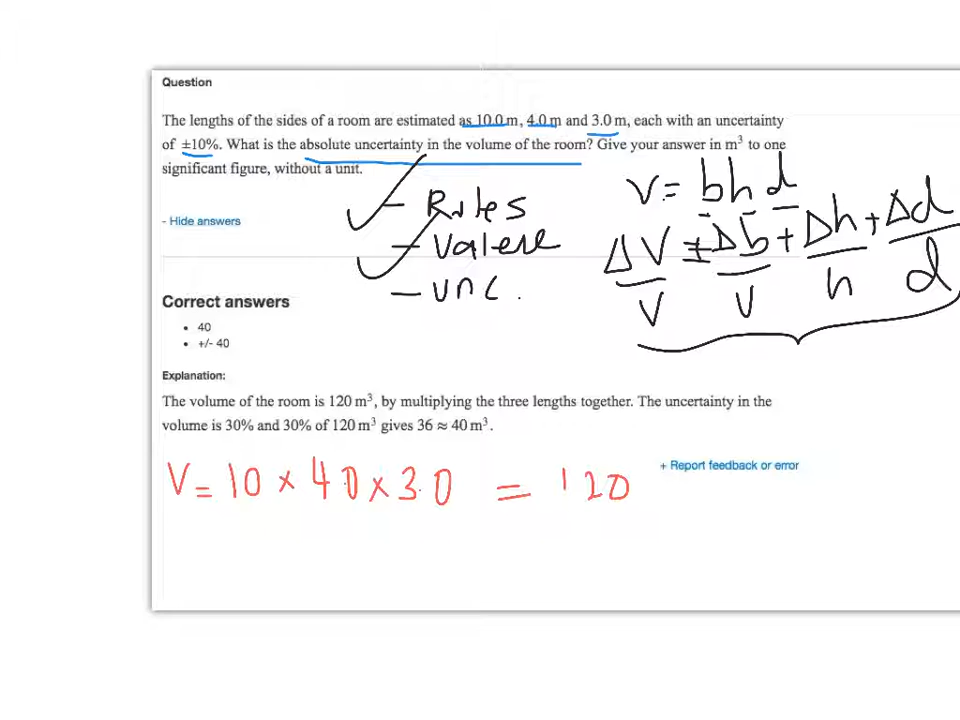 Question
The lengths of the sides of a room are estimated as 10.0 m, 4.0 m and 3.0 m, each with an uncertainty
of ±10%. What is the absolute uncertainty in the volume of the room? Give your answer in m³ to one
significant figure, without a unit.
- Hide answers
- Rules
- Valere
- Unc.
V = bhd
ΔV/V ± Δb/V + Δh/h + Δd/d
Correct answers
• 40
• +/- 40
Explanation:
The volume of the room is 120 m³, by multiplying the three lengths together. The uncertainty in the
volume is 30% and 30% of 120 m³ gives 36 ≈ 40 m³.
+ Report feedback or error
V = 10 × 4.0 × 3.0 = 120